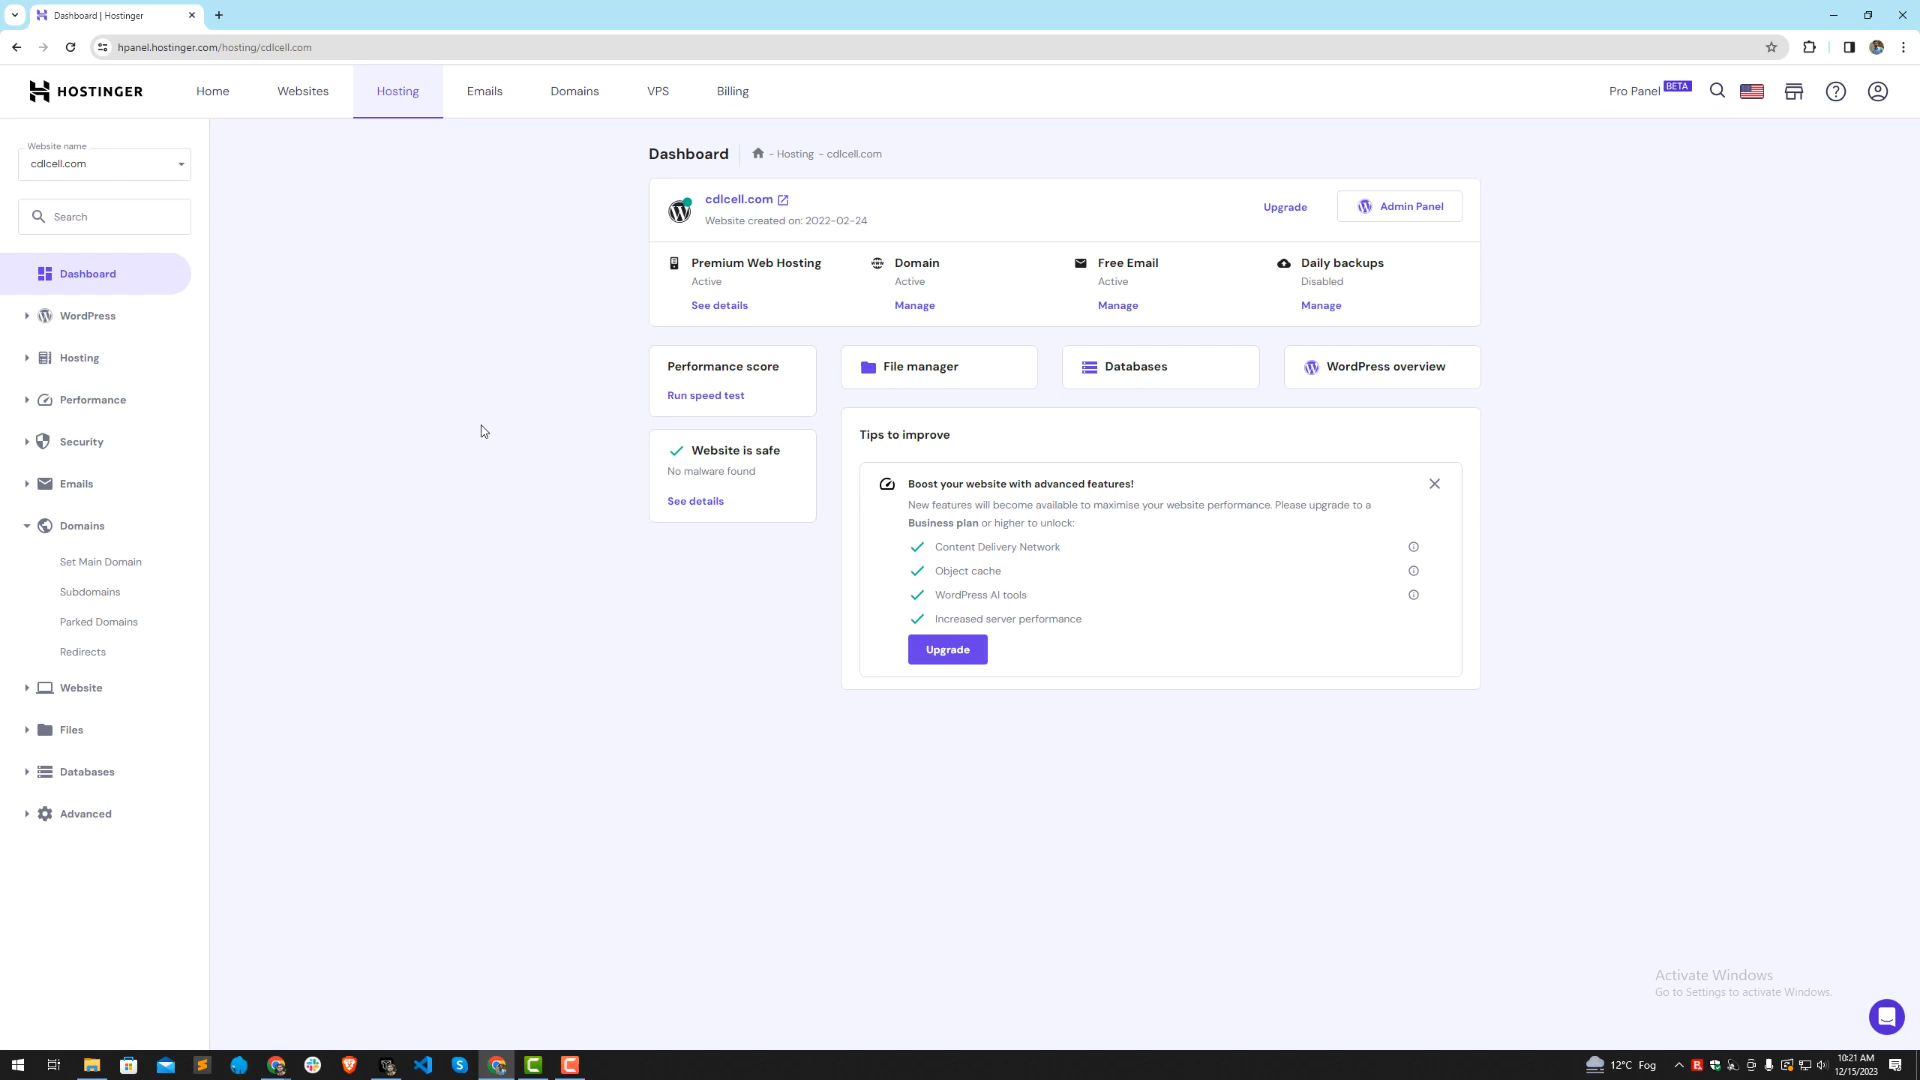 Dashboard | Hostinger
hpanel.hostinger.com/hosting/cdlcell.com
HOSTINGER
Home
Websites
Hosting
Emails
Domains
VPS
Billing
Pro Panel BETA
Website name
cdlcell.com
Search
Dashboard
WordPress
Hosting
Performance
Security
Emails
Domains
Set Main Domain
Subdomains
Parked Domains
Redirects
Website
Files
Databases
Advanced
Dashboard
- Hosting - cdlcell.com
cdlcell.com
Website created on: 2022-02-24
Upgrade
Admin Panel
Premium Web Hosting
Active
See details
Domain
Active
Manage
Free Email
Active
Manage
Daily backups
Disabled
Manage
Performance score
Run speed test
File manager
Databases
WordPress overview
Website is safe
No malware found
See details
Tips to improve
Boost your website with advanced features!
New features will become available to maximise your website performance. Please upgrade to a
Business plan or higher to unlock:
Content Delivery Network
Object cache
WordPress AI tools
Increased server performance
Upgrade
Activate Windows
Go to Settings to activate Windows.
12°C Fog
10:21 AM
12/15/2023